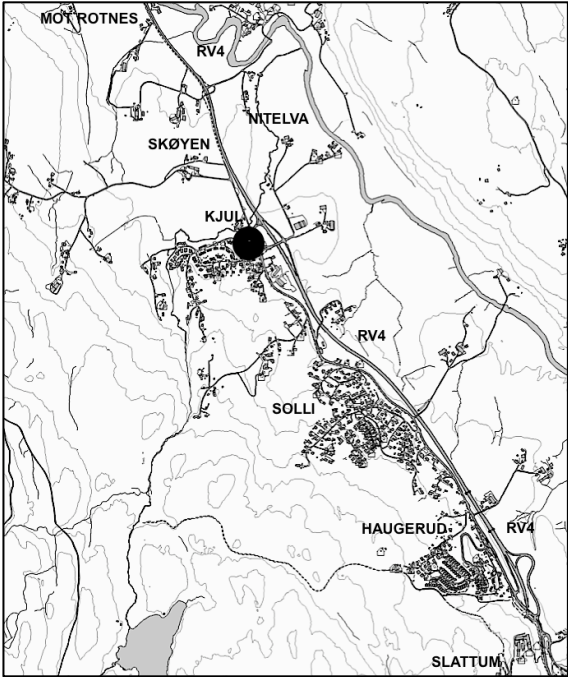 MOT ROTNES
RV4
NITELVA
SKØYEN
KJUL
RV4
SOLLI
HAUGERUD
RV4
SLATTUM